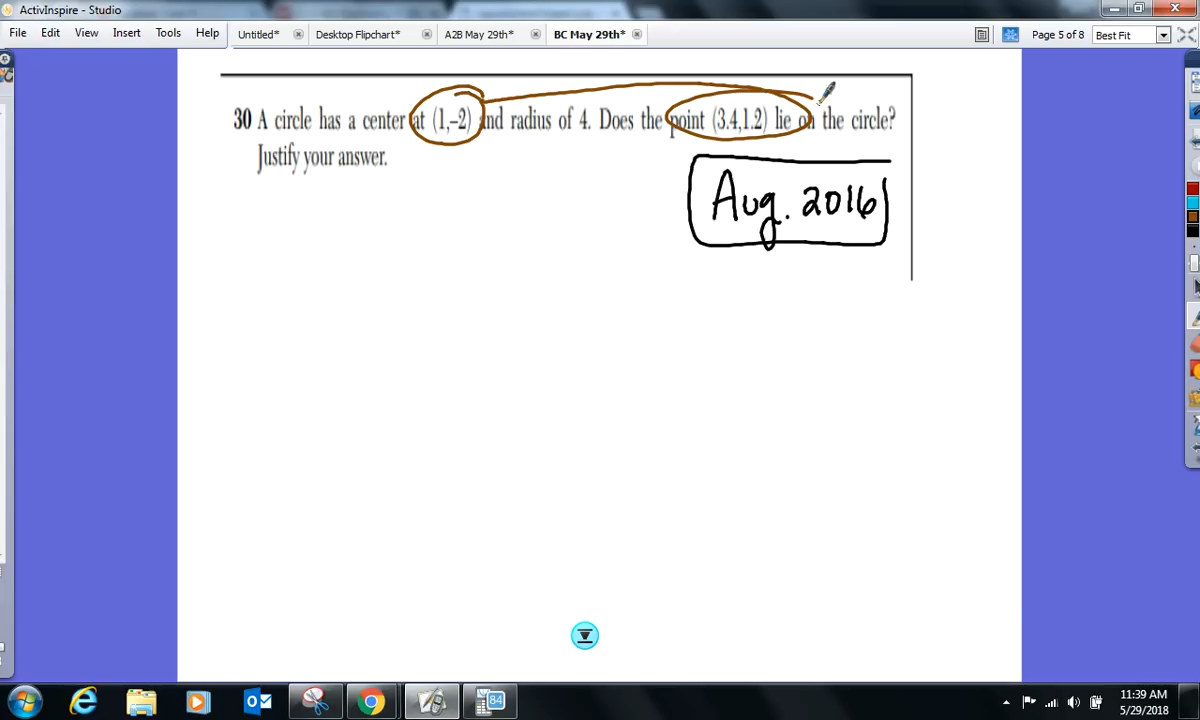 ActivInspire - Studio
File Edit View Insert Tools Help
Untitled* Desktop Flipchart* A2B May 29th* BC May 29th*
Page 5 of 8 Best Fit
30 A circle has a center at (1,–2) and radius of 4. Does the point (3.4,1.2) lie on the circle?
Justify your answer.
Aug. 2016
84
11:39 AM
5/29/2018